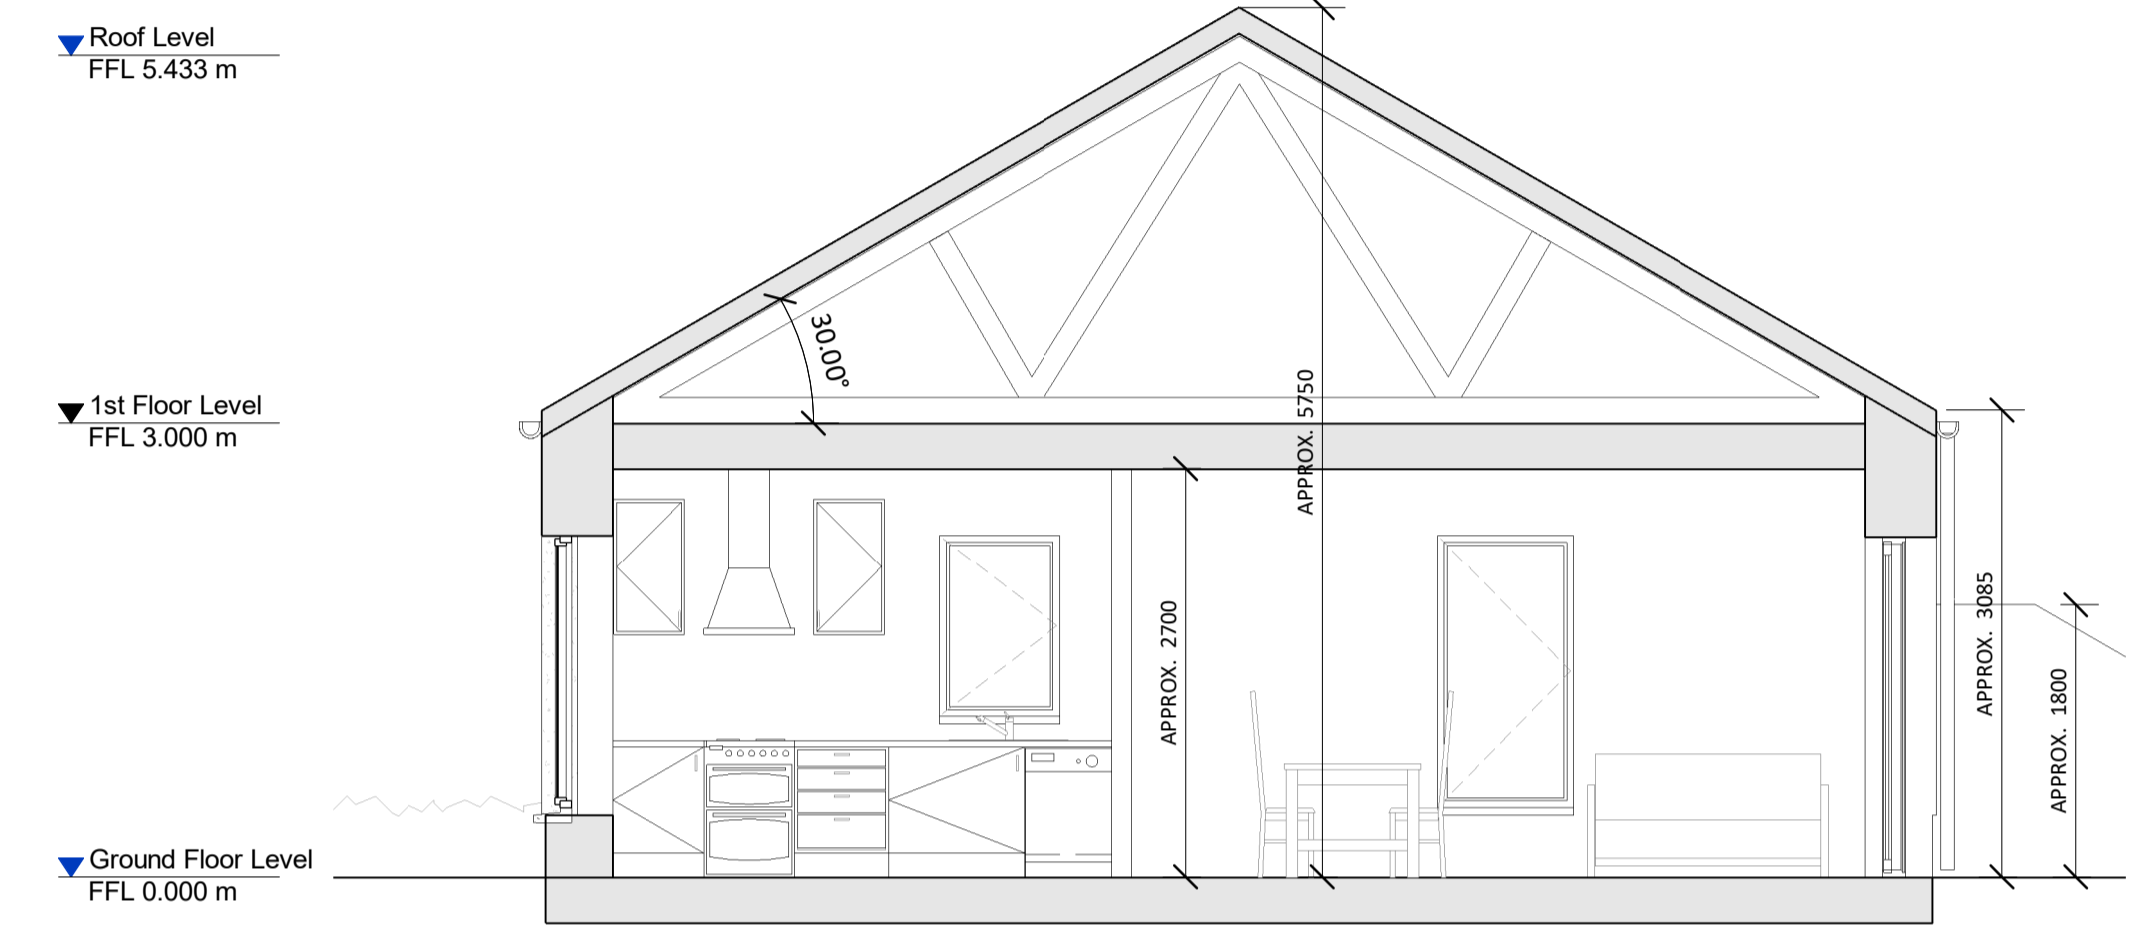 Roof Level
FFL 5.433 m
1st Floor Level
FFL 3.000 m
Ground Floor Level
FFL 0.000 m
30.00°
APPROX. 2700
APPROX. 5750
APPROX. 3085
APPROX. 1800